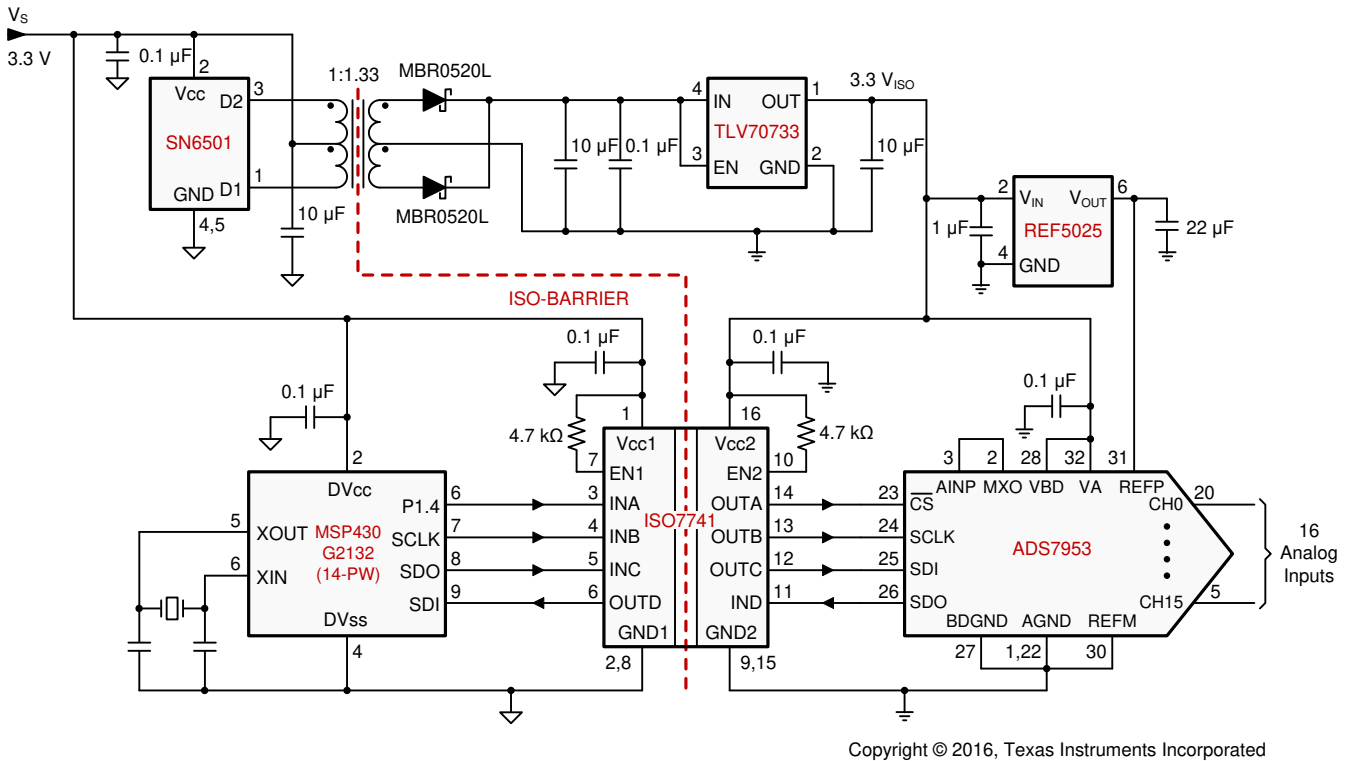 VS
3.3 V
0.1 µF
2
Vcc
D2
3
SN6501
GND
D1
1
4,5
10 µF
1:1.33
MBR0520L
MBR0520L
10 µF
0.1 µF
4
IN
OUT
1
TLV70733
3
EN
GND
2
3.3 VISO
10 µF
2
VIN
VOUT
6
REF5025
1 µF
4
GND
22 µF
ISO-BARRIER
0.1 µF
0.1 µF
0.1 µF
0.1 µF
4.7 kΩ
4.7 kΩ
1
16
Vcc1
Vcc2
7
EN1
EN2
10
3
INA
OUTA
14
4
INB
OUTB
13
5
INC
OUTC
12
6
OUTD
IND
11
ISO7741
GND1
GND2
2,8
9,15
2
DVcc
5
XOUT
6
XIN
MSP430
G2132
(14-PW)
P1.4
6
SCLK
7
SDO
8
SDI
9
DVss
4
3
2
28
32
31
AINP
MXO
VBD
VA
REFP
23
CS
24
SCLK
25
SDI
26
SDO
ADS7953
CH0
20
CH15
5
BDGND
AGND
REFM
27
1,22
30
16
Analog
Inputs
Copyright © 2016, Texas Instruments Incorporated